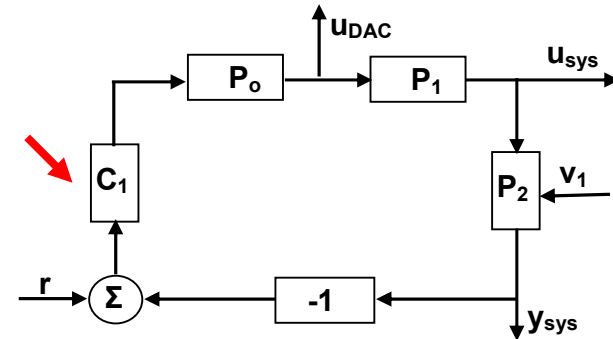 u_DAC
P_o
P_1
u_sys
C_1
P_2
v_1
r
Σ
-1
y_sys